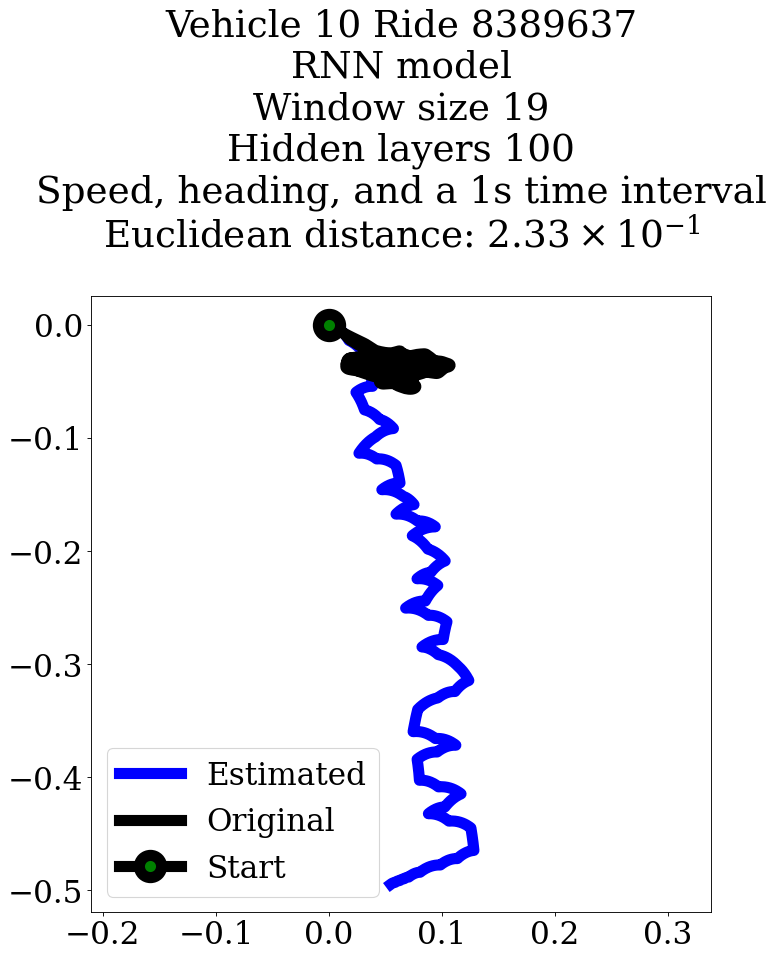 Vehicle 10 Ride 8389637
RNN model
Window size 19
Hidden layers 100
Speed, heading, and a 1s time interval
Euclidean distance: 2.33 × 10⁻¹
0.0
−0.1
−0.2
−0.3
−0.4
−0.5
Estimated
Original
Start
−0.2 −0.1 0.0 0.1 0.2 0.3